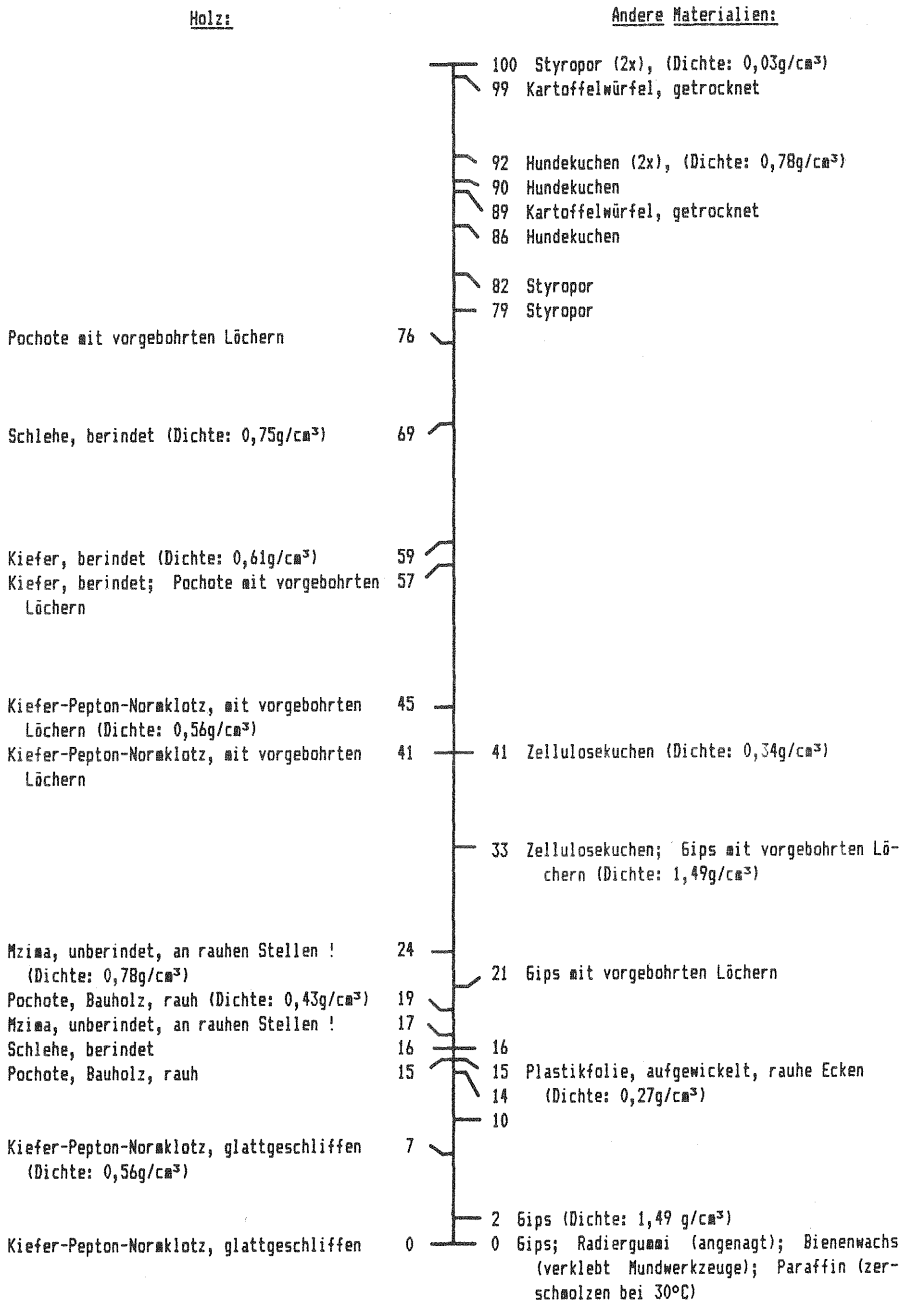 Holz:
Andere Materialien:
100 Styropor (2x), (Dichte: 0,03g/cm³)
99 Kartoffelwürfel, getrocknet
92 Hundekuchen (2x), (Dichte: 0,78g/cm³)
90 Hundekuchen
89 Kartoffelwürfel, getrocknet
86 Hundekuchen
82 Styropor
79 Styropor
Pochote mit vorgebohrten Löchern 76
Schlehe, berindet (Dichte: 0,75g/cm³) 69
Kiefer, berindet (Dichte: 0,61g/cm³) 59
Kiefer, berindet; Pochote mit vorgebohrten 57
Löchern
Kiefer-Pepton-Normklotz, mit vorgebohrten 45
Löchern (Dichte: 0,56g/cm³)
Kiefer-Pepton-Normklotz, mit vorgebohrten 41
Löchern
41 Zellulosekuchen (Dichte: 0,34g/cm³)
33 Zellulosekuchen; Gips mit vorgebohrten Lö-
chern (Dichte: 1,49g/cm³)
Mzima, unberindet, an rauhen Stellen ! 24
(Dichte: 0,78g/cm³)
21 Gips mit vorgebohrten Löchern
Pochote, Bauholz, rauh (Dichte: 0,43g/cm³) 19
Mzima, unberindet, an rauhen Stellen ! 17
Schlehe, berindet 16
16
Pochote, Bauholz, rauh 15
15 Plastikfolie, aufgewickelt, rauhe Ecken
14 (Dichte: 0,27g/cm³)
10
Kiefer-Pepton-Normklotz, glattgeschliffen 7
(Dichte: 0,56g/cm³)
2 Gips (Dichte: 1,49 g/cm³)
Kiefer-Pepton-Normklotz, glattgeschliffen 0
0 Gips; Radiergummi (angenagt); Bienenwachs
(verklebt Mundwerkzeuge); Paraffin (zer-
schmolzen bei 30°C)